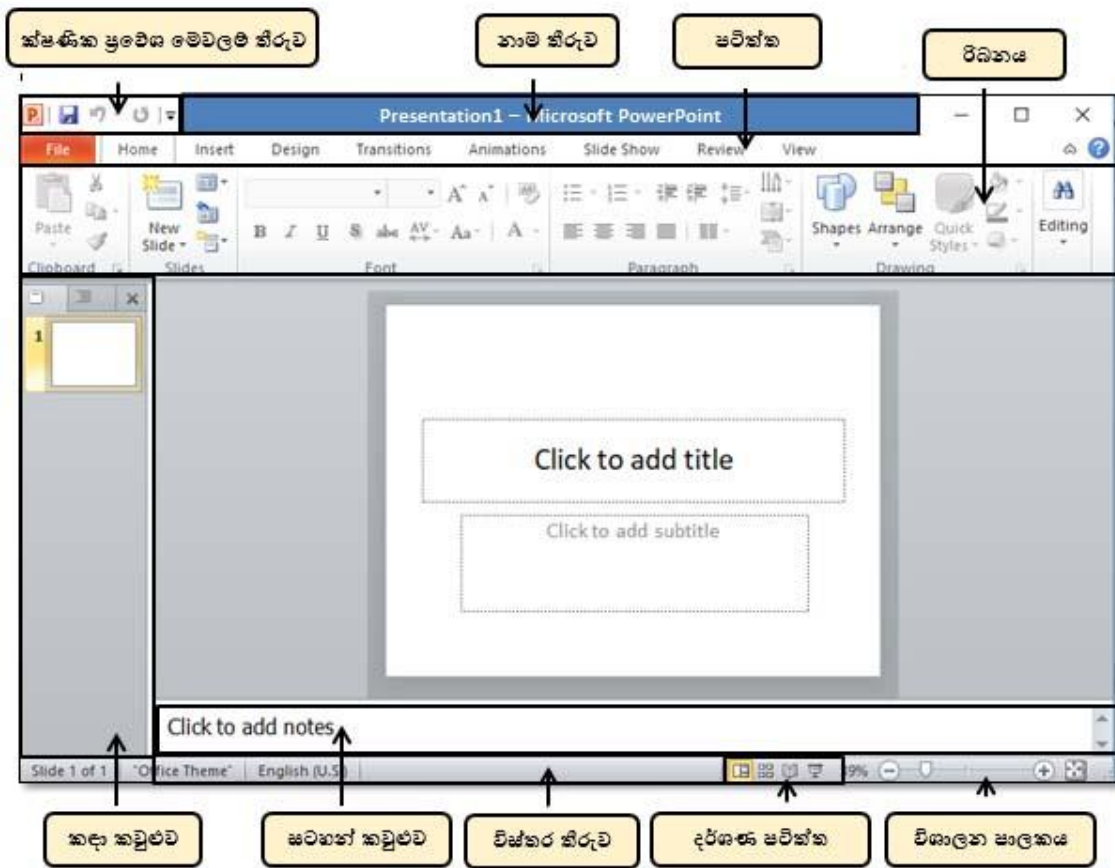 ක්ෂණික ප්‍රවේශ මෙවලම් තීරුව
නාම තීරුව
පටිත්ත
රිබනය
Presentation1 – Microsoft PowerPoint
File Home Insert Design Transitions Animations Slide Show Review View
Paste
New Slide
Shapes Arrange Quick Styles
Editing
Clipboard Slides Font Paragraph Drawing
1
Click to add title
Click to add subtitle
Click to add notes
Slide 1 of 1 "Office Theme" English (U.S.)
කදා කවුළුව
සටහන් කවුළුව
විස්තර තීරුව
දර්ශණ පටිත්ත
විශාලන පාලකය